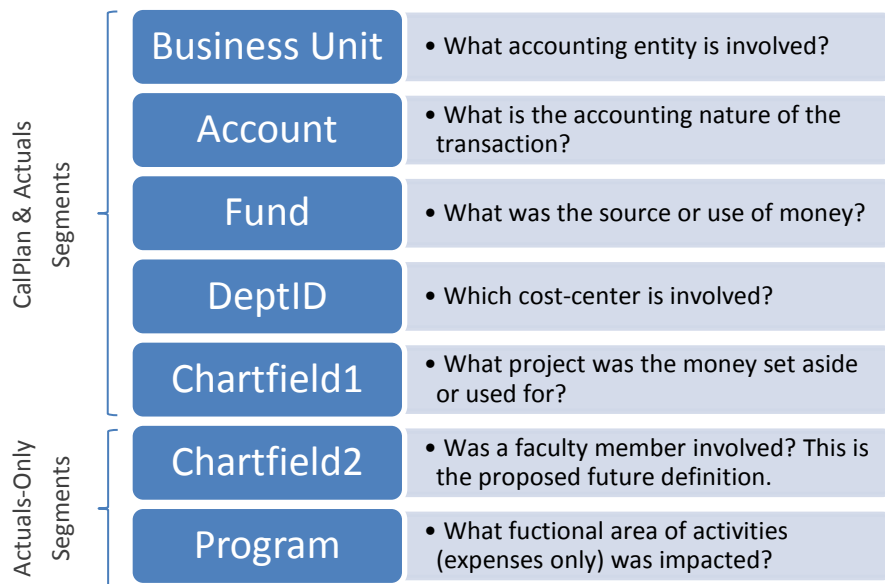 CalPlan & Actuals
Segments
Business Unit
• What accounting entity is involved?
Account
• What is the accounting nature of the
transaction?
Fund
• What was the source or use of money?
DeptID
• Which cost-center is involved?
Chartfield1
• What project was the money set aside
or used for?
Actuals-Only
Segments
Chartfield2
• Was a faculty member involved? This is
the proposed future definition.
Program
• What fuctional area of activities
(expenses only) was impacted?